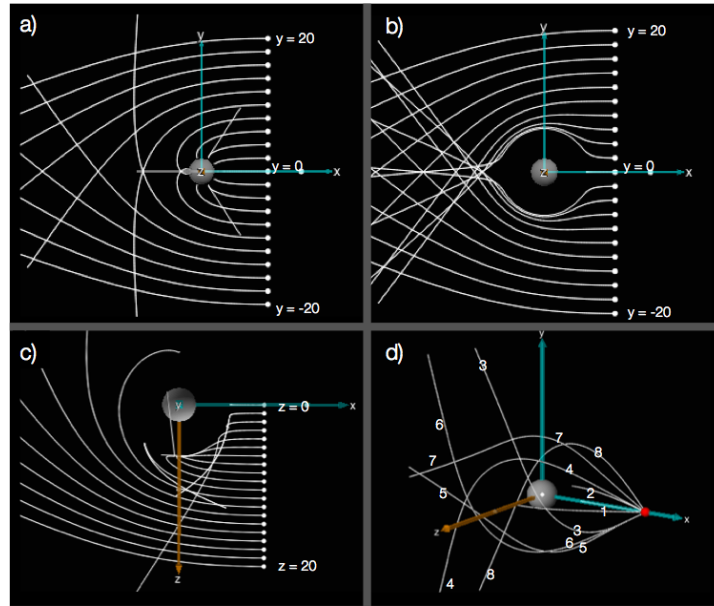 a)
y = 20
y
y = 0
x
z
y = -20
b)
y = 20
y
y = 0
x
z
y = -20
c)
y
z = 0
x
z = 20
z
d)
y
3
6
7
8
7
4
5
2
1
z
3
x
6
5
8
4